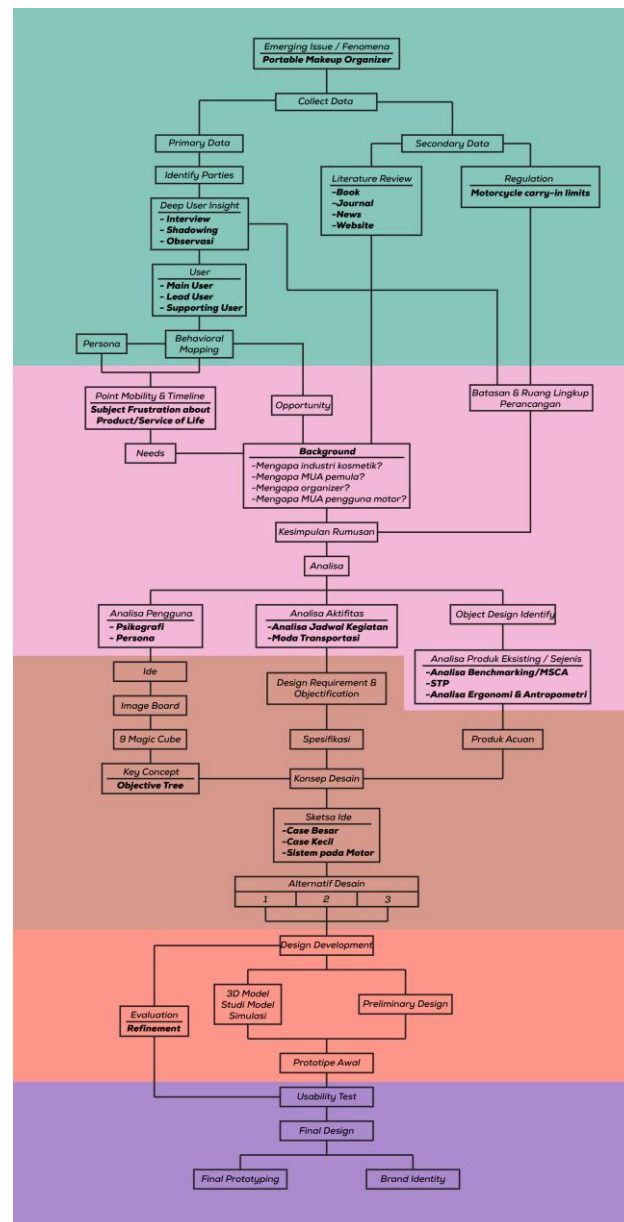 Emerging Issue / Fenomena
Portable Makeup Organizer
Collect Data
Primary Data
Secondary Data
Identify Parties
Literature Review
-Book
-Journal
-News
-Website
Regulation
Motorcycle carry-in limits
Deep User Insight
- Interview
- Shadowing
- Observasi
User
- Main User
- Lead User
- Supporting User
Persona
Behavioral
Mapping
Point Mobility & Timeline
Subject Frustration about
Product/Service of Life
Opportunity
Batasan & Ruang Lingkup
Perancangan
Needs
Background
-Mengapa industri kosmetik?
-Mengapa MUA pemula?
-Mengapa organizer?
-Mengapa MUA pengguna motor?
Kesimpulan Rumusan
Analisa
Analisa Pengguna
- Psikografi
- Persona
Analisa Aktifitas
-Analisa Jadwal Kegiatan
-Moda Transportasi
Object Design Identify
Analisa Produk Eksisting / Sejenis
-Analisa Benchmarking/MSCA
-STP
-Analisa Ergonomi & Antropometri
Ide
Design Requirement &
Objectification
Image Board
9 Magic Cube
Spesifikasi
Produk Acuan
Key Concept
Objective Tree
Konsep Desain
Sketsa Ide
-Case Besar
-Case Kecil
-Sistem pada Motor
Alternatif Desain
1 2 3
Design Development
3D Model
Studi Model
Simulasi
Preliminary Design
Evaluation
Refinement
Prototipe Awal
Usability Test
Final Design
Final Prototyping
Brand Identity